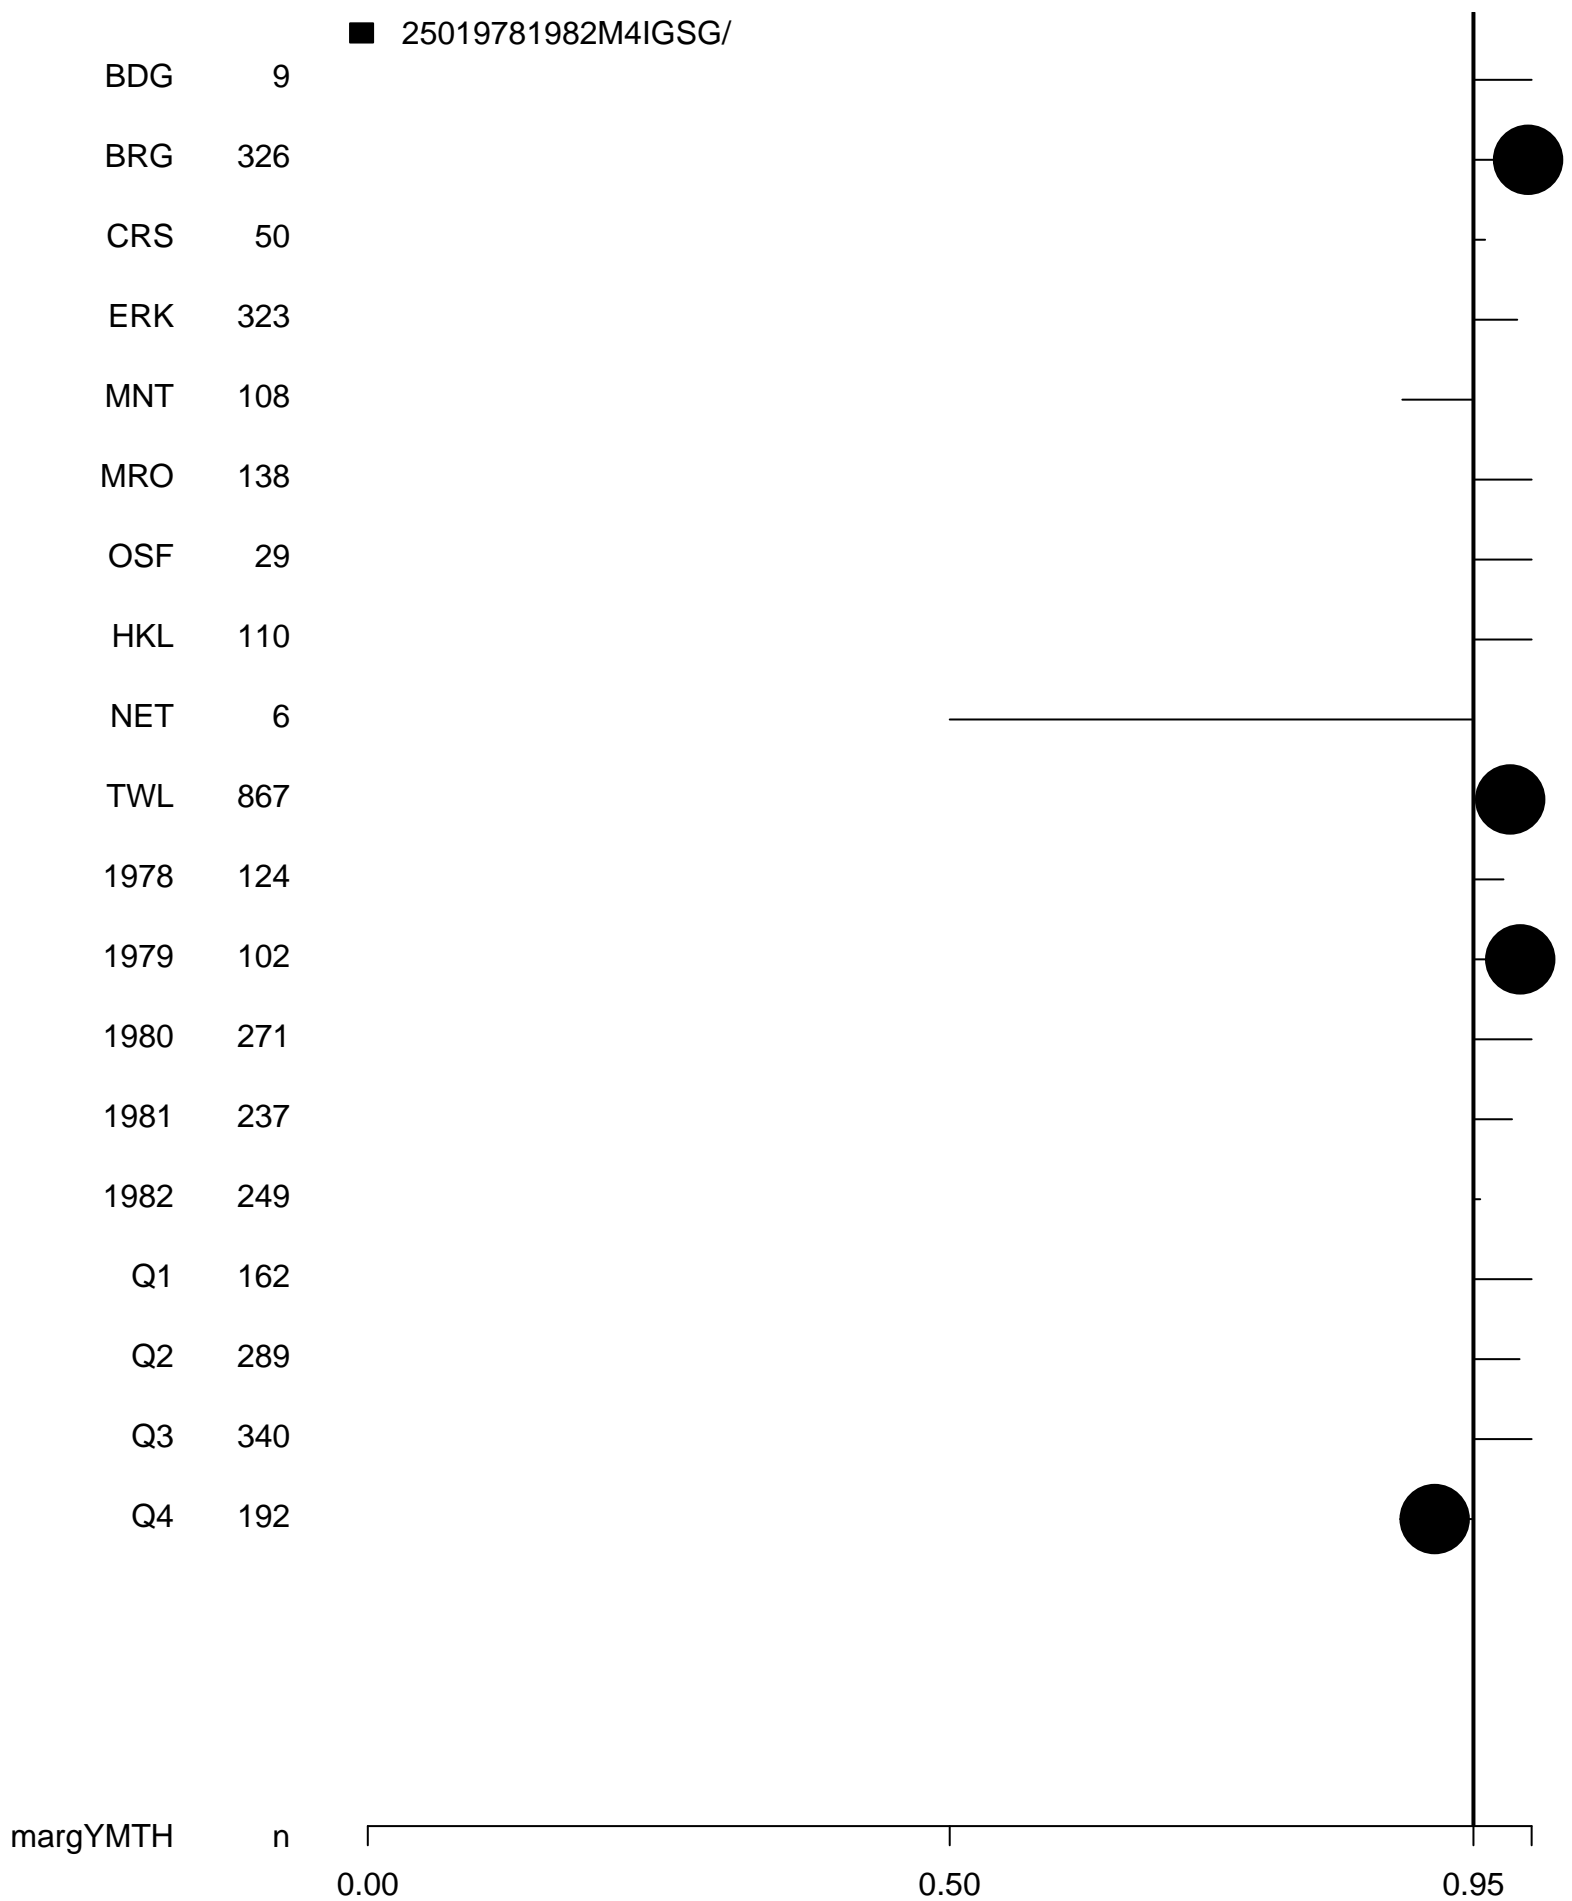 25019781982M4IGSG/
BDG 9
BRG 326
CRS 50
ERK 323
MNT 108
MRO 138
OSF 29
HKL 110
NET 6
TWL 867
1978 124
1979 102
1980 271
1981 237
1982 249
Q1 162
Q2 289
Q3 340
Q4 192
margYMTH n
0.00 0.50 0.95